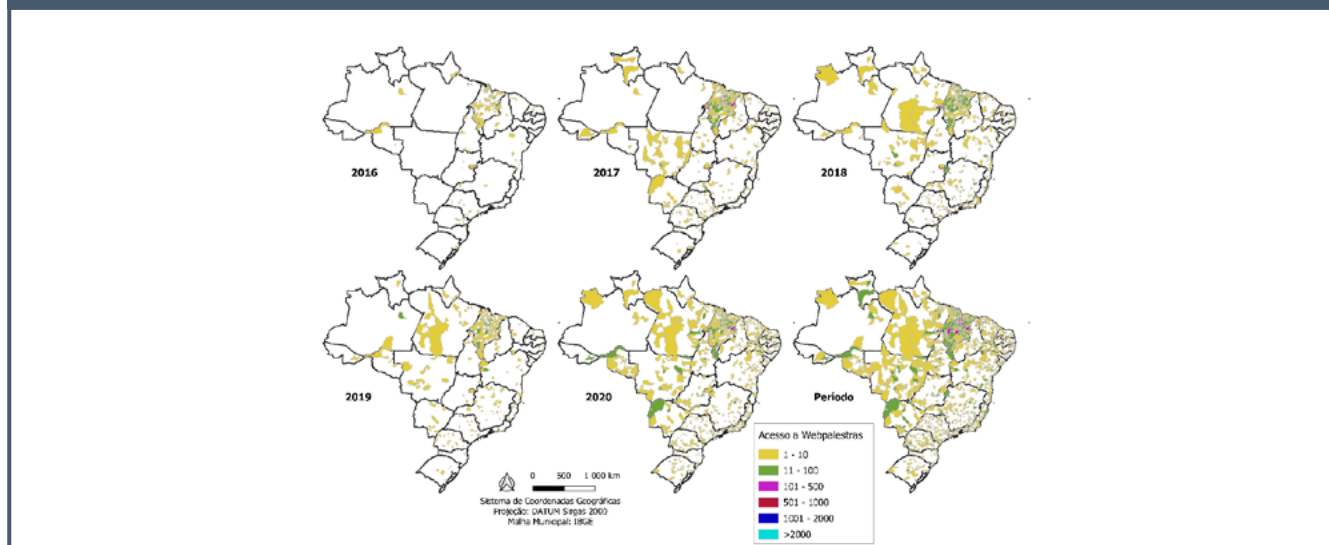 2016
2017
2018
2019
2020
Período
0 500 1 000 km
Sistema de Coordenadas Geográficas
Projeção: DATUM Sirgas 2000
Malha Municipal: IBGE
Acesso a Webpalestras
1 - 10
11 - 100
101 - 500
501 - 1000
1001 - 2000
>2000